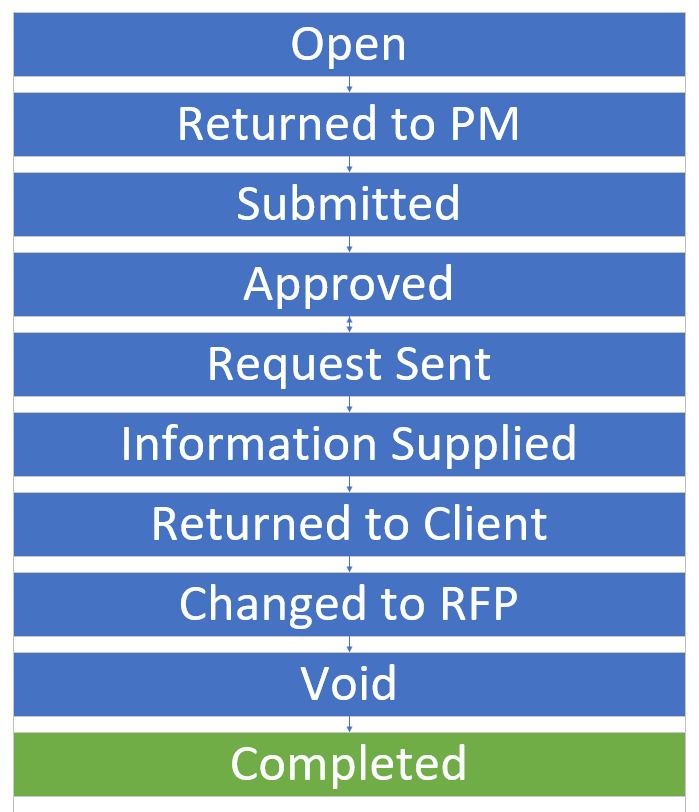 Open
Returned to PM
Submitted
Approved
Request Sent
Information Supplied
Returned to Client
Changed to RFP
Void
Completed